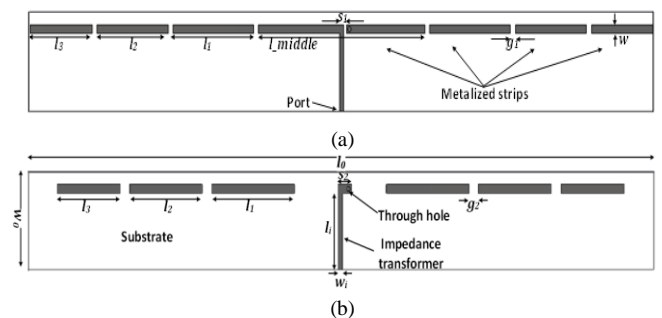 s1
l3 l2 l1 l_middle g1 w
Metalized strips
Port
(a)
l0
s2
l3 l2 l1 g2
Through hole
wo
Substrate
li
Impedance
transformer
wi
(b)